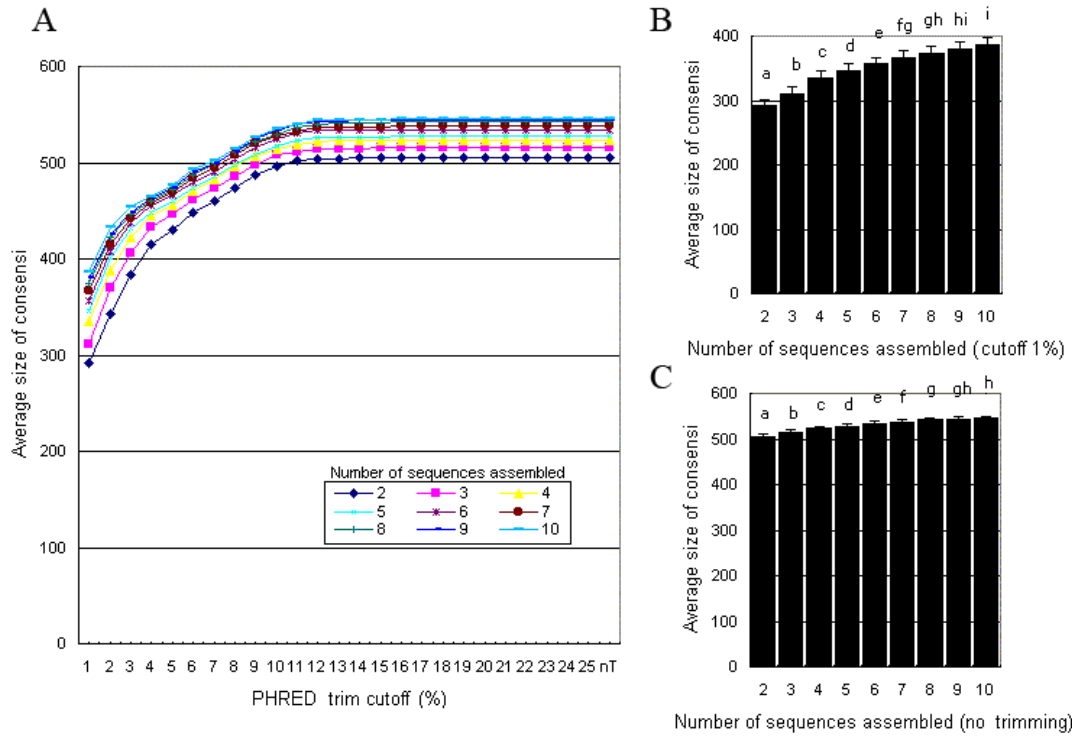 A
600
500
400
300
200
100
0
Average size of consensi
Number of sequences assembled
2 3 4
5 6 7
8 9 10
1 2 3 4 5 6 7 8 9 10 11 12 13 14 15 16 17 18 19 20 21 22 23 24 25 nT
PHRED trim cutoff (%)
B
400
300
200
100
0
Average size of consensi
a b c d e fg gh hi i
2 3 4 5 6 7 8 9 10
Number of sequences assembled (cutoff 1%)
C
600
500
400
300
200
100
0
Average size of consensi
a b c d e f g gh h
2 3 4 5 6 7 8 9 10
Number of sequences assembled (no trimming)